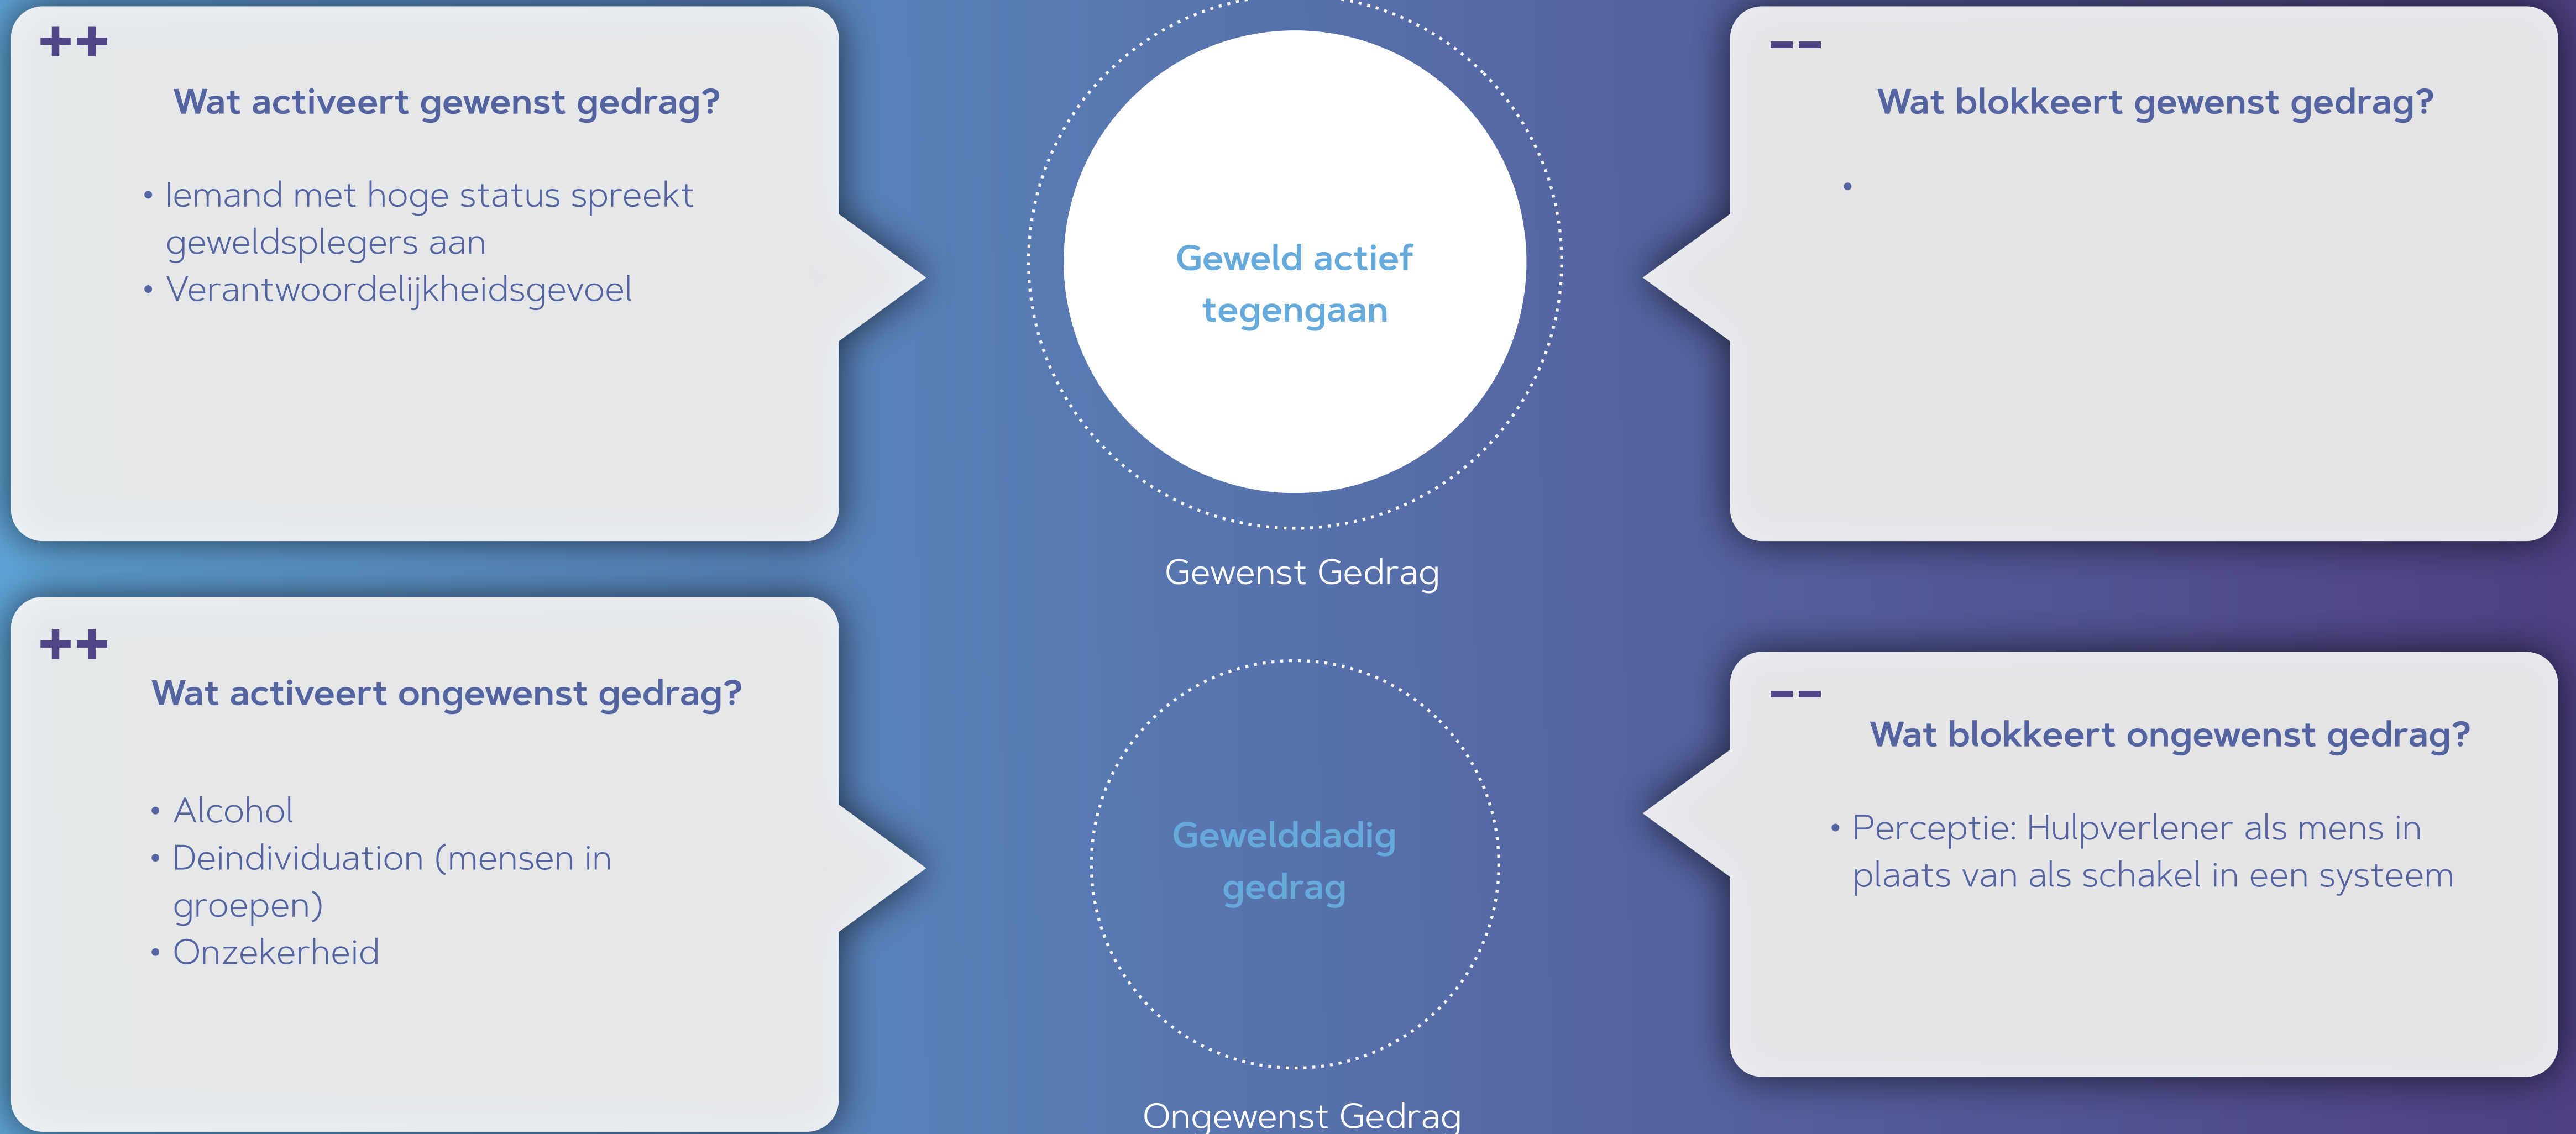 ++
Wat activeert gewenst gedrag?
• Iemand met hoge status spreekt
geweldsplegers aan
• Verantwoordelijkheidsgevoel
Geweld actief
tegengaan
Gewenst Gedrag
--
Wat blokkeert gewenst gedrag?
•
++
Wat activeert ongewenst gedrag?
• Alcohol
• Deindividuation (mensen in
groepen)
• Onzekerheid
Gewelddadig
gedrag
Ongewenst Gedrag
--
Wat blokkeert ongewenst gedrag?
• Perceptie: Hulpverlener als mens in
plaats van als schakel in een systeem